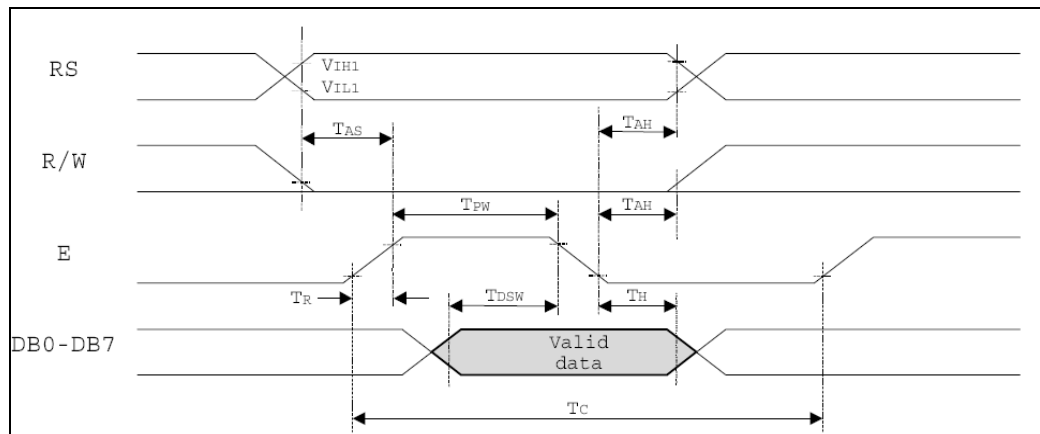 RS
VIH1
VIL1
TAS
TAH
R/W
TPW
TAH
E
TR
TDSW
TH
DB0-DB7
Valid
data
TC